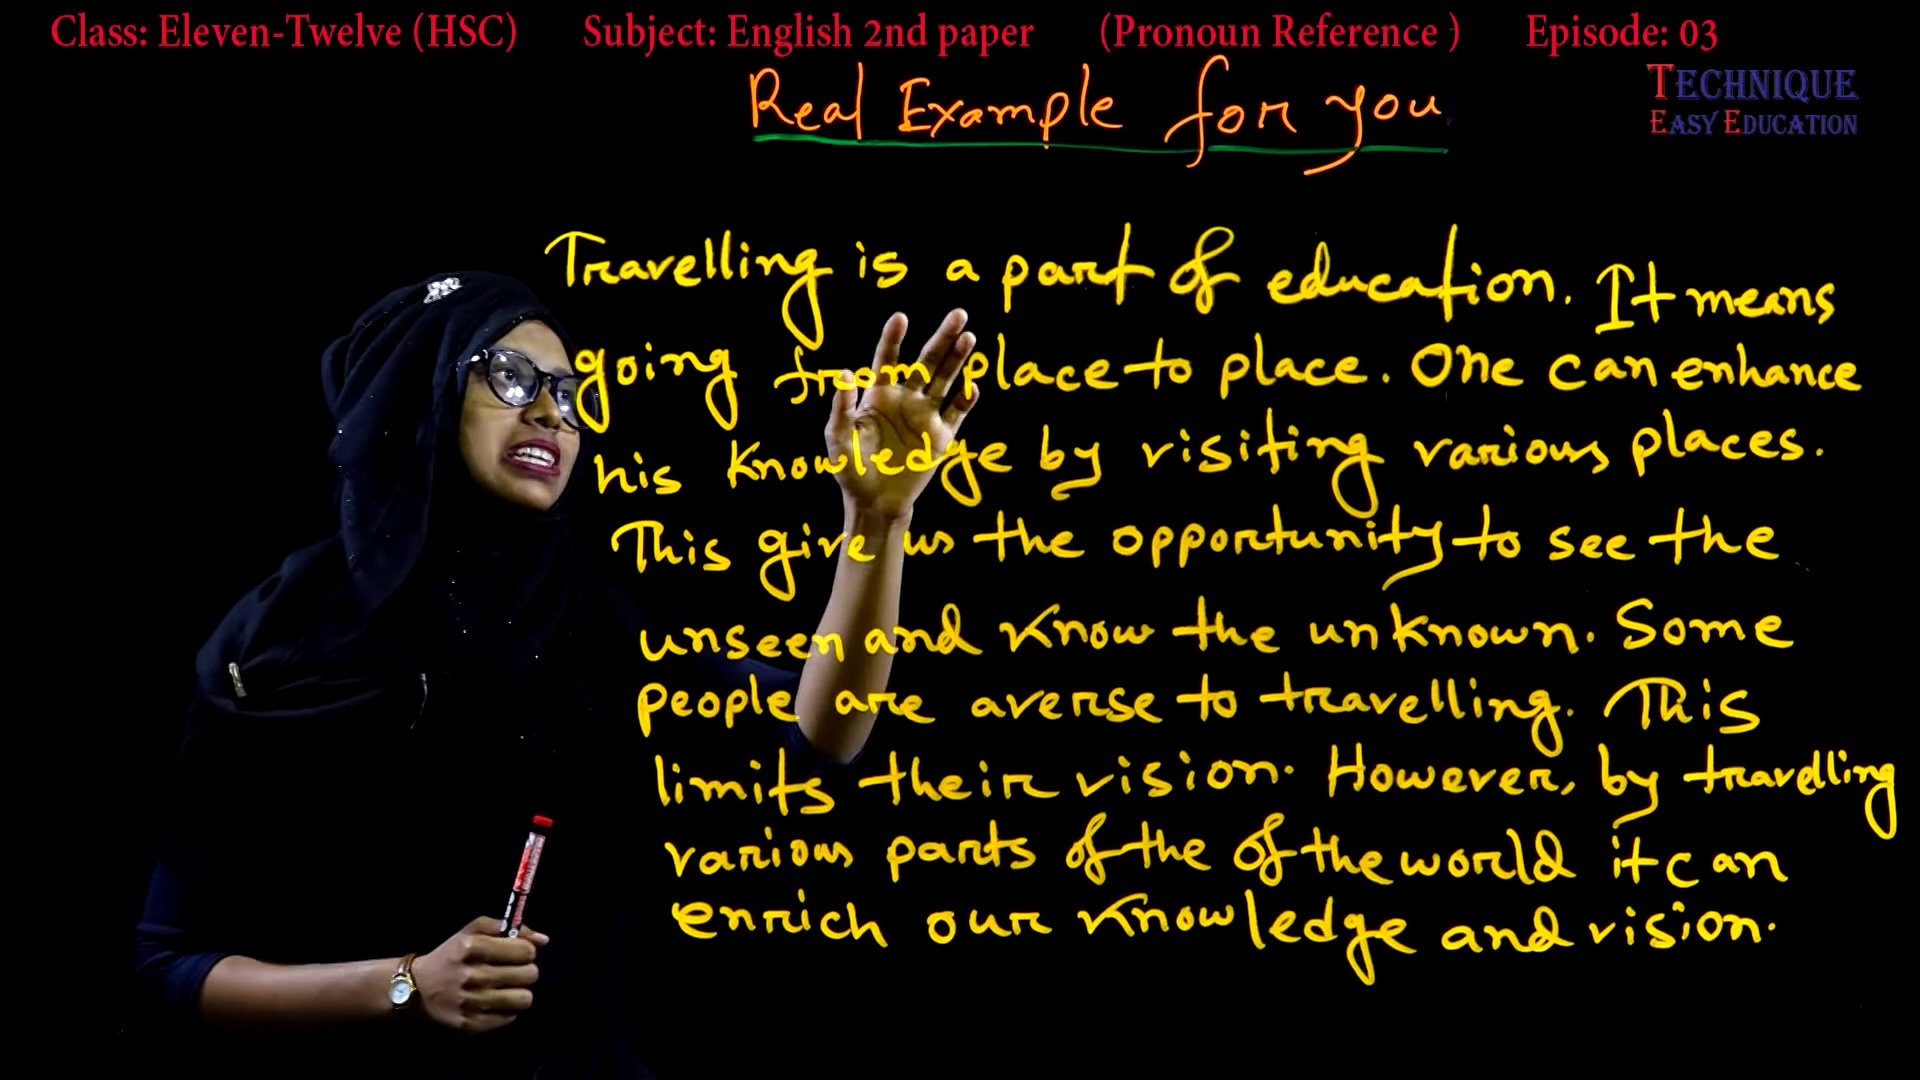 Class: Eleven-Twelve (HSC) Subject: English 2nd paper (Pronoun Reference ) Episode: 03
TECHNIQUE
EASY EDUCATION
Real Example for you
Travelling is a part of education. It means
going from place to place. One can enhance
his knowledge by visiting various places.
This give us the opportunity to see the
unseen and know the unknown. Some
people are averse to travelling. This
limits their vision. However, by travelling
various parts of the of the world it can
enrich our knowledge and vision.